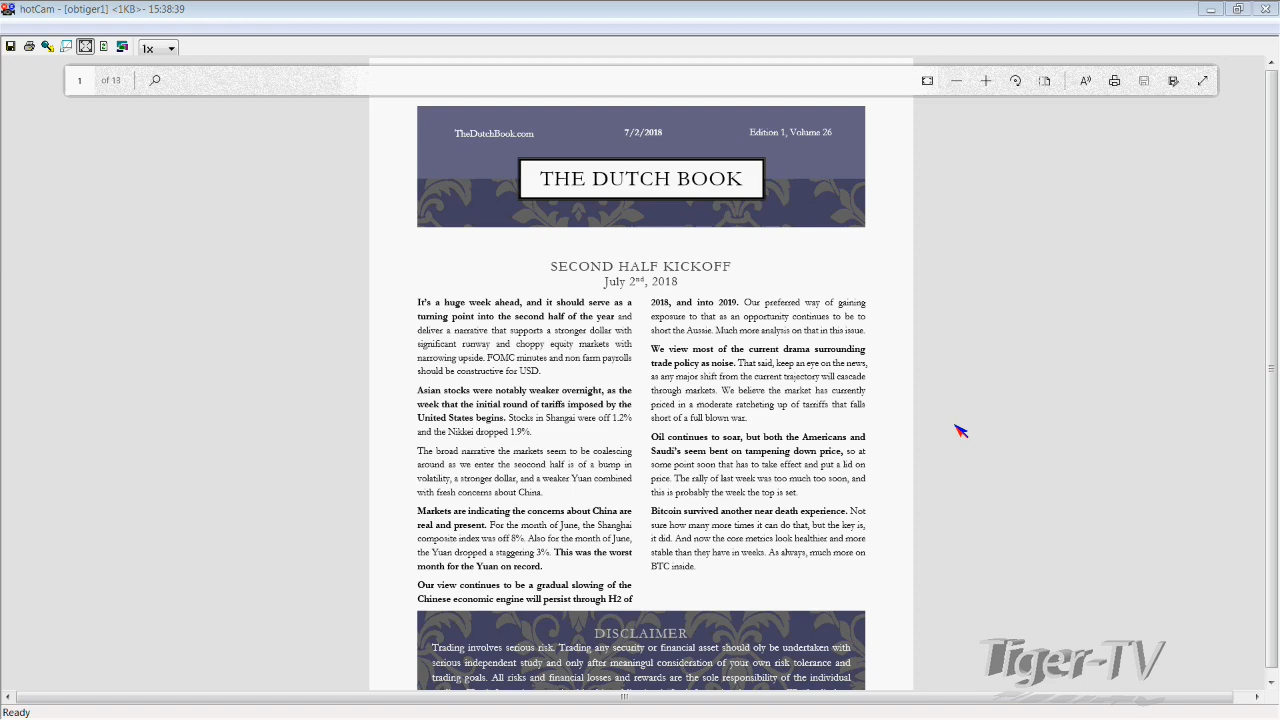 hotCam - [obtiger1] <1KB>- 15:38:39
1x
1 of 13
TheDutchBook.com 7/2/2018 Edition 1, Volume 26
THE DUTCH BOOK
SECOND HALF KICKOFF
July 2nd, 2018
It's a huge week ahead, and it should serve as a
turning point into the second half of the year and
deliver a narrative that supports a stronger dollar with
significant runway and choppy equity markets with
narrowing upside. FOMC minutes and non farm payrolls
should be constructive for USD.
Asian stocks were notably weaker overnight, as the
week that the initial round of tariffs imposed by the
United States begins. Stocks in Shangai were off 1.2%
and the Nikkei dropped 1.9%.
The broad narrative the markets seem to be coalescing
around as we enter the seocond half is of a bump in
volatility, a stronger dollar, and a weaker Yuan combined
with fresh concerns about China.
Markets are indicating the concerns about China are
real and present. For the month of June, the Shanghai
composite index was off 8%. Also for the month of June,
the Yuan dropped a staggering 3%. This was the worst
month for the Yuan on record.
Our view continues to be a gradual slowing of the
Chinese economic engine will persist through H2 of
2018, and into 2019. Our preferred way of gaining
exposure to that as an opportunity continues to be to
short the Aussie. Much more analysis on that in this issue.
We view most of the current drama surrounding
trade policy as noise. That said, keep an eye on the news,
as any major shift from the current trajectory will cascade
through markets. We believe the market has currently
priced in a moderate ratcheting up of tarriffs that falls
short of a full blown war.
Oil continues to soar, but both the Americans and
Saudi's seem bent on tampening down price, so at
some point soon that has to take effect and put a lid on
price. The rally of last week was too much too soon, and
this is probably the week the top is set.
Bitcoin survived another near death experience. Not
sure how many more times it can do that, but the key is,
it did. And now the core metrics look healthier and more
stable than they have in weeks. As always, much more on
BTC inside.
DISCLAIMER
Trading involves serious risk. Trading any security or financial asset should oly be undertaken with
serious independent study and only after meaningul consideration of your own risk tolerance and
trading goals. All risks and financial losses and rewards are the sole responsibility of the individual
Tiger-TV
Ready